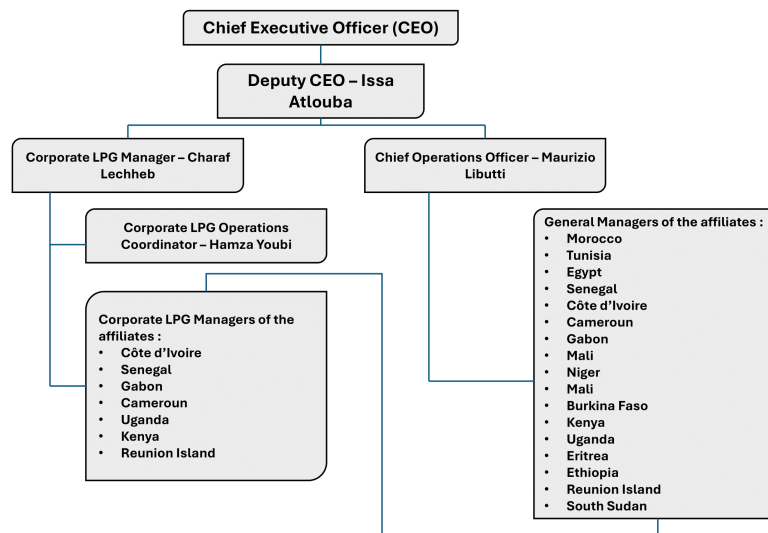 Chief Executive Officer (CEO)
Deputy CEO – Issa
Atlouba
Corporate LPG Manager – Charaf
Lechheb
Chief Operations Officer – Maurizio
Libutti
Corporate LPG Operations
Coordinator – Hamza Youbi
Corporate LPG Managers of the
affiliates :
• Côte d’Ivoire
• Senegal
• Gabon
• Cameroun
• Uganda
• Kenya
• Reunion Island
General Managers of the affiliates :
• Morocco
• Tunisia
• Egypt
• Senegal
• Côte d’Ivoire
• Cameroun
• Gabon
• Mali
• Niger
• Mali
• Burkina Faso
• Kenya
• Uganda
• Eritrea
• Ethiopia
• Reunion Island
• South Sudan